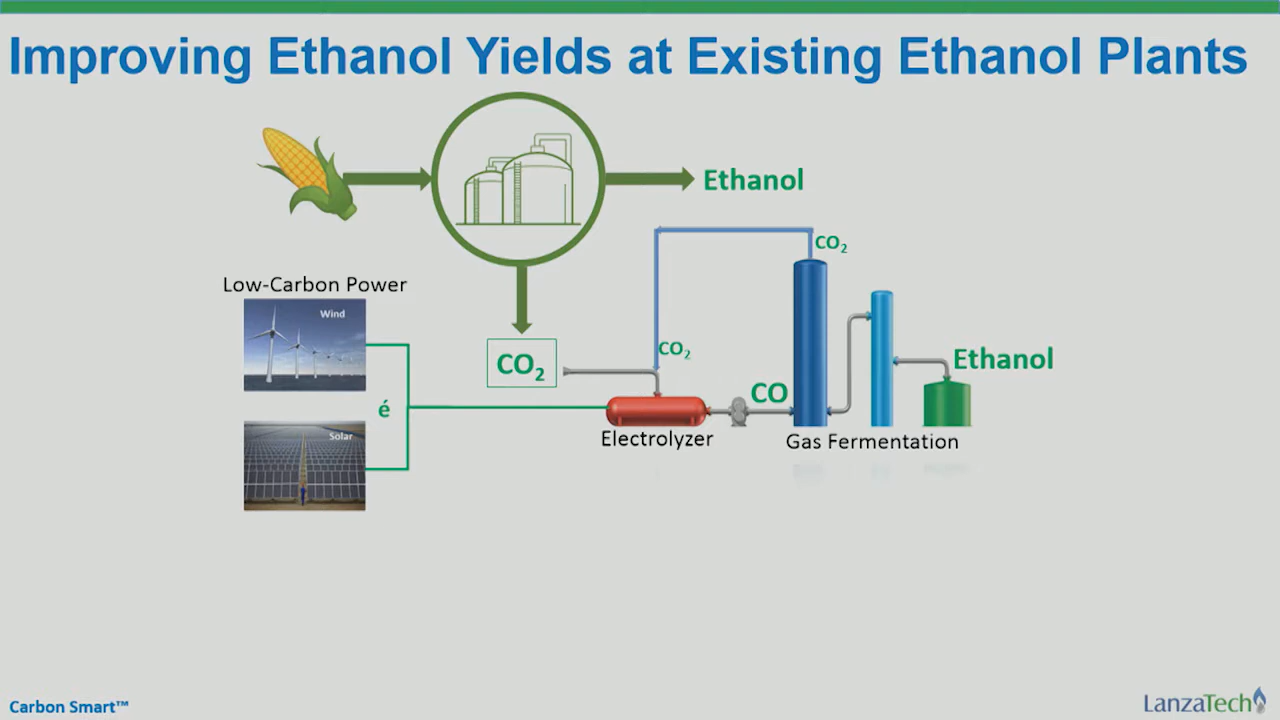 Improving Ethanol Yields at Existing Ethanol Plants
Ethanol
CO₂
Low-Carbon Power
Wind
CO₂
CO₂
Ethanol
é
CO
Solar
Electrolyzer
Gas Fermentation
Carbon Smart™
LanzaTech